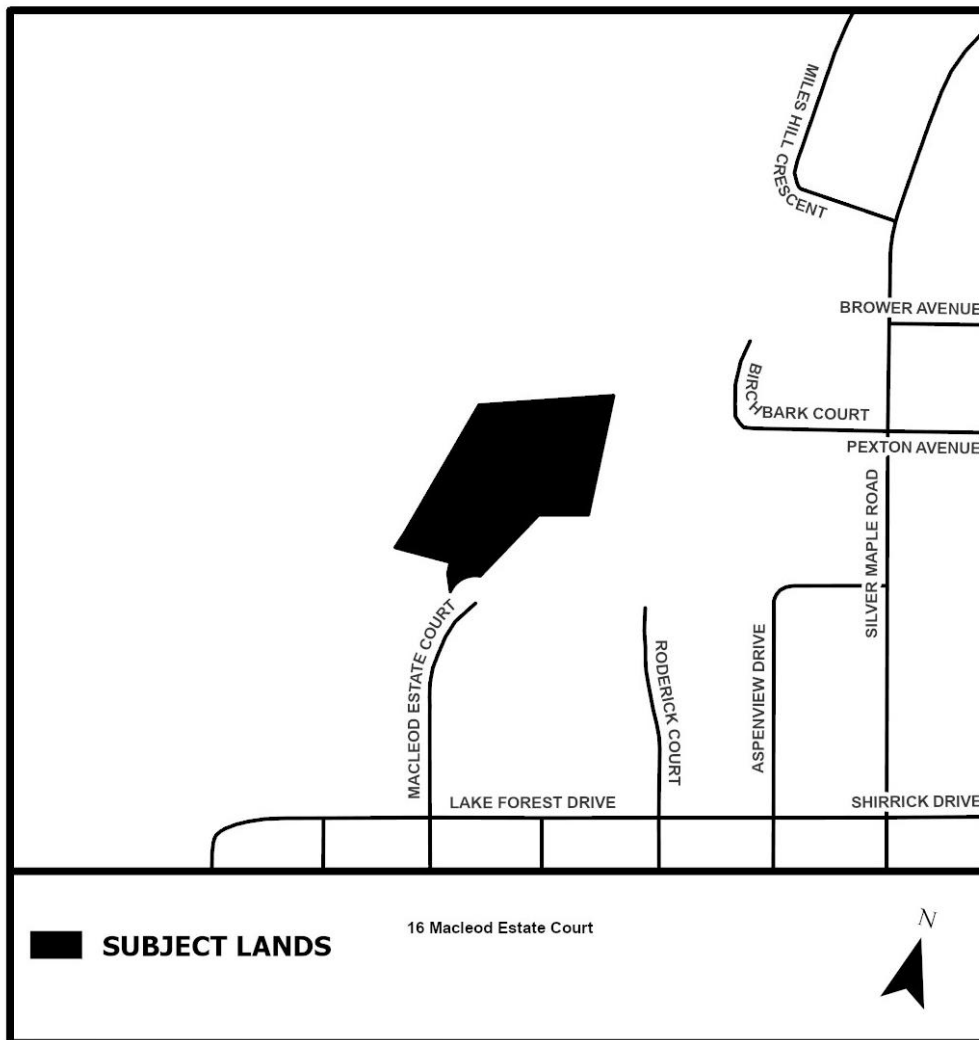 MILES HILL CRESCENT
BROWER AVENUE
BIRCH BARK COURT
PEXTON AVENUE
SILVER MAPLE ROAD
MACLEOD ESTATE COURT
RODERICK COURT
ASPENVIEW DRIVE
LAKE FOREST DRIVE
SHIRRICK DRIVE
16 Macleod Estate Court
SUBJECT LANDS
N